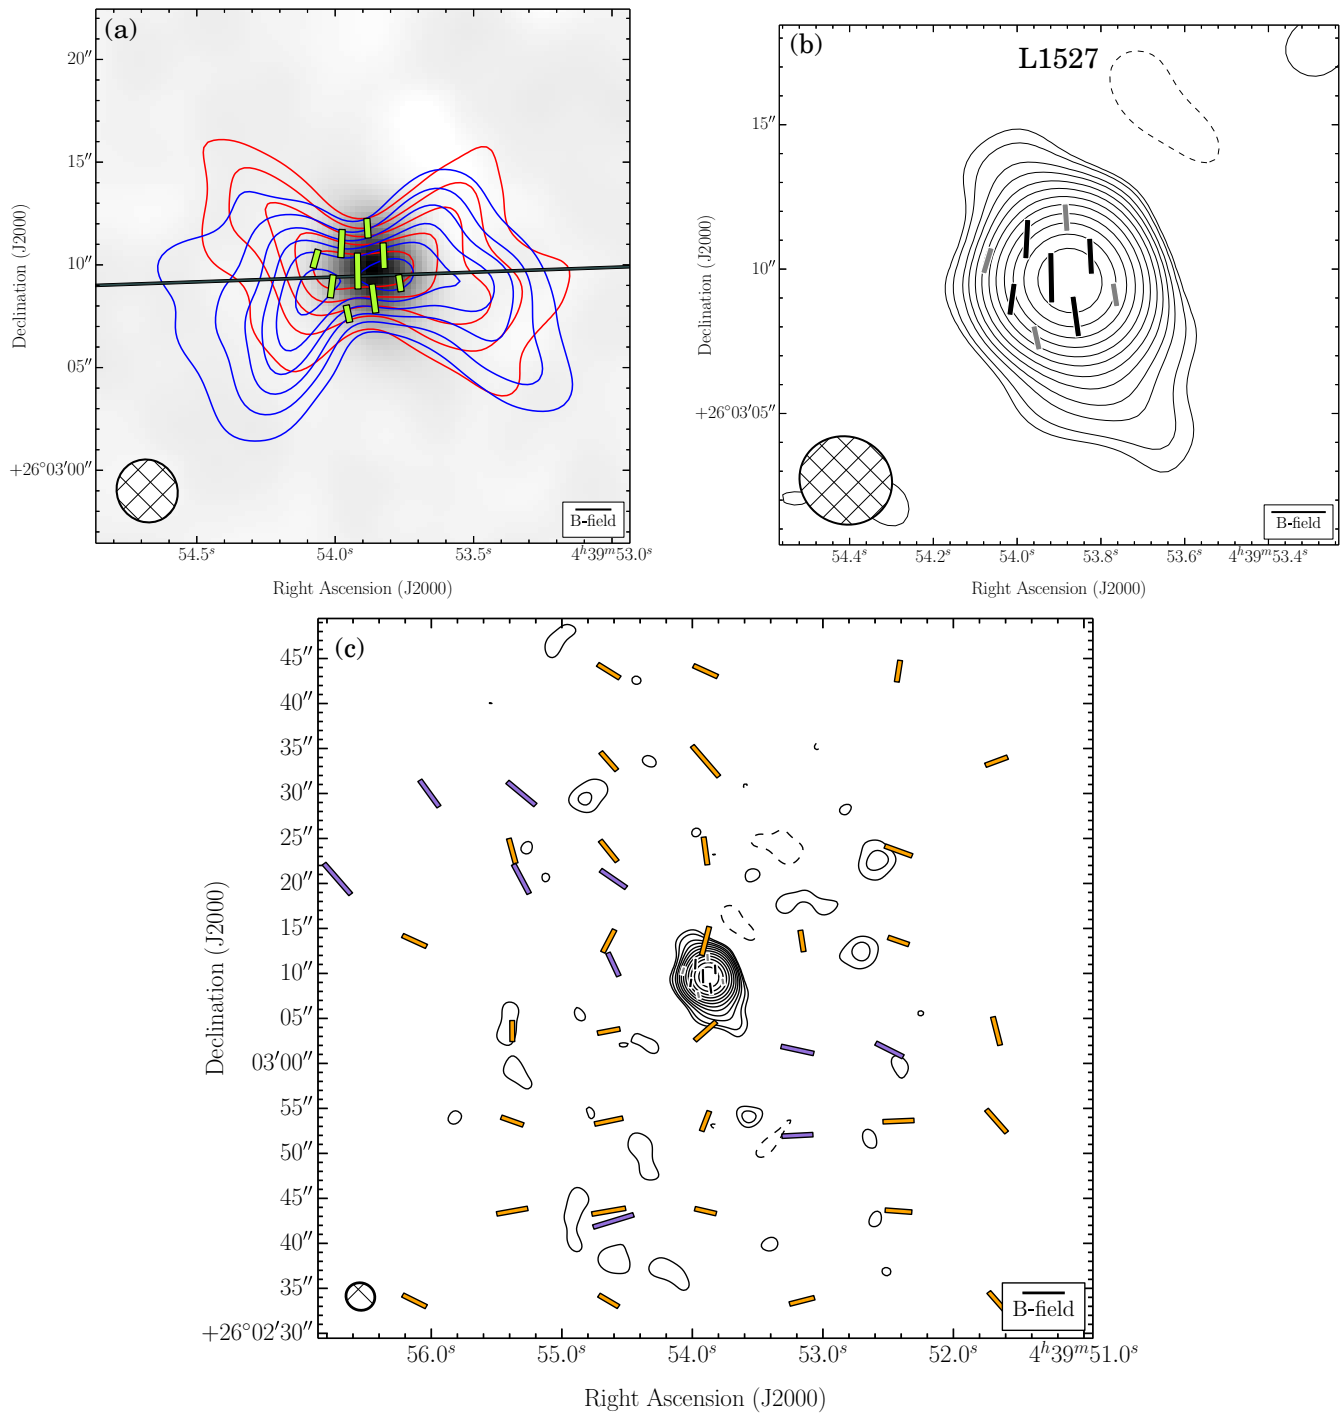 (a)
20″
15″
10″
05″
+26°03′00″
Declination (J2000)
B-field
54.5ˢ 54.0ˢ 53.5ˢ 4ʰ39ᵐ53.0ˢ
Right Ascension (J2000)
(b)
L1527
15″
10″
+26°03′05″
Declination (J2000)
B-field
54.4ˢ 54.2ˢ 54.0ˢ 53.8ˢ 53.6ˢ 4ʰ39ᵐ53.4ˢ
Right Ascension (J2000)
(c)
45″
40″
35″
30″
25″
20″
15″
10″
05″
03′00″
55″
50″
45″
40″
35″
+26°02′30″
Declination (J2000)
B-field
56.0ˢ 55.0ˢ 54.0ˢ 53.0ˢ 52.0ˢ 4ʰ39ᵐ51.0ˢ
Right Ascension (J2000)